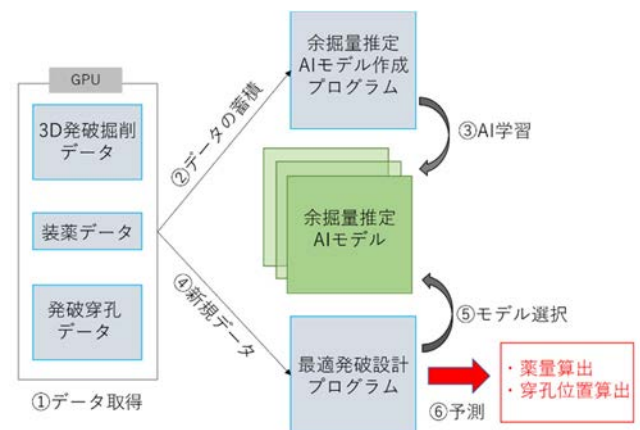 GPU
3D発破掘削
データ
装薬データ
発破穿孔
データ
①データ取得
②データの蓄積
④新規データ
余掘量推定
AIモデル作成
プログラム
③AI学習
余掘量推定
AIモデル
⑤モデル選択
最適発破設計
プログラム
⑥予測
・薬量算出
・穿孔位置算出